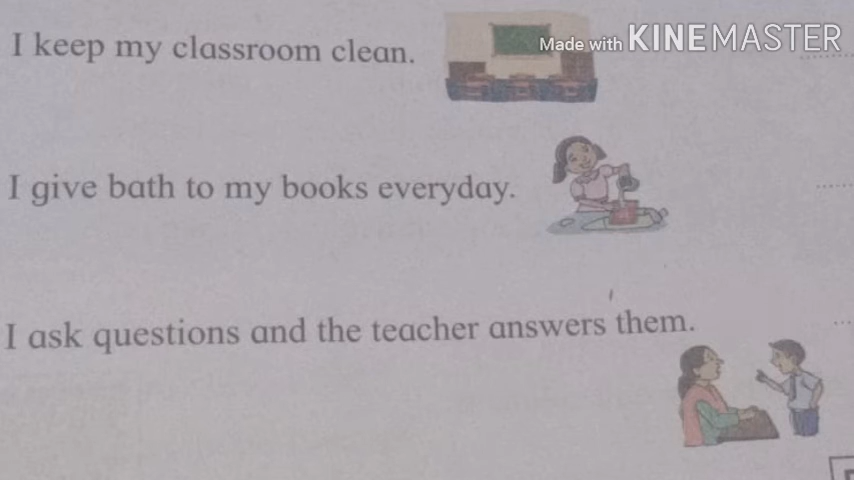 I keep my classroom clean.
Made with KINEMASTER
I give bath to my books everyday.
I ask questions and the teacher answers them.